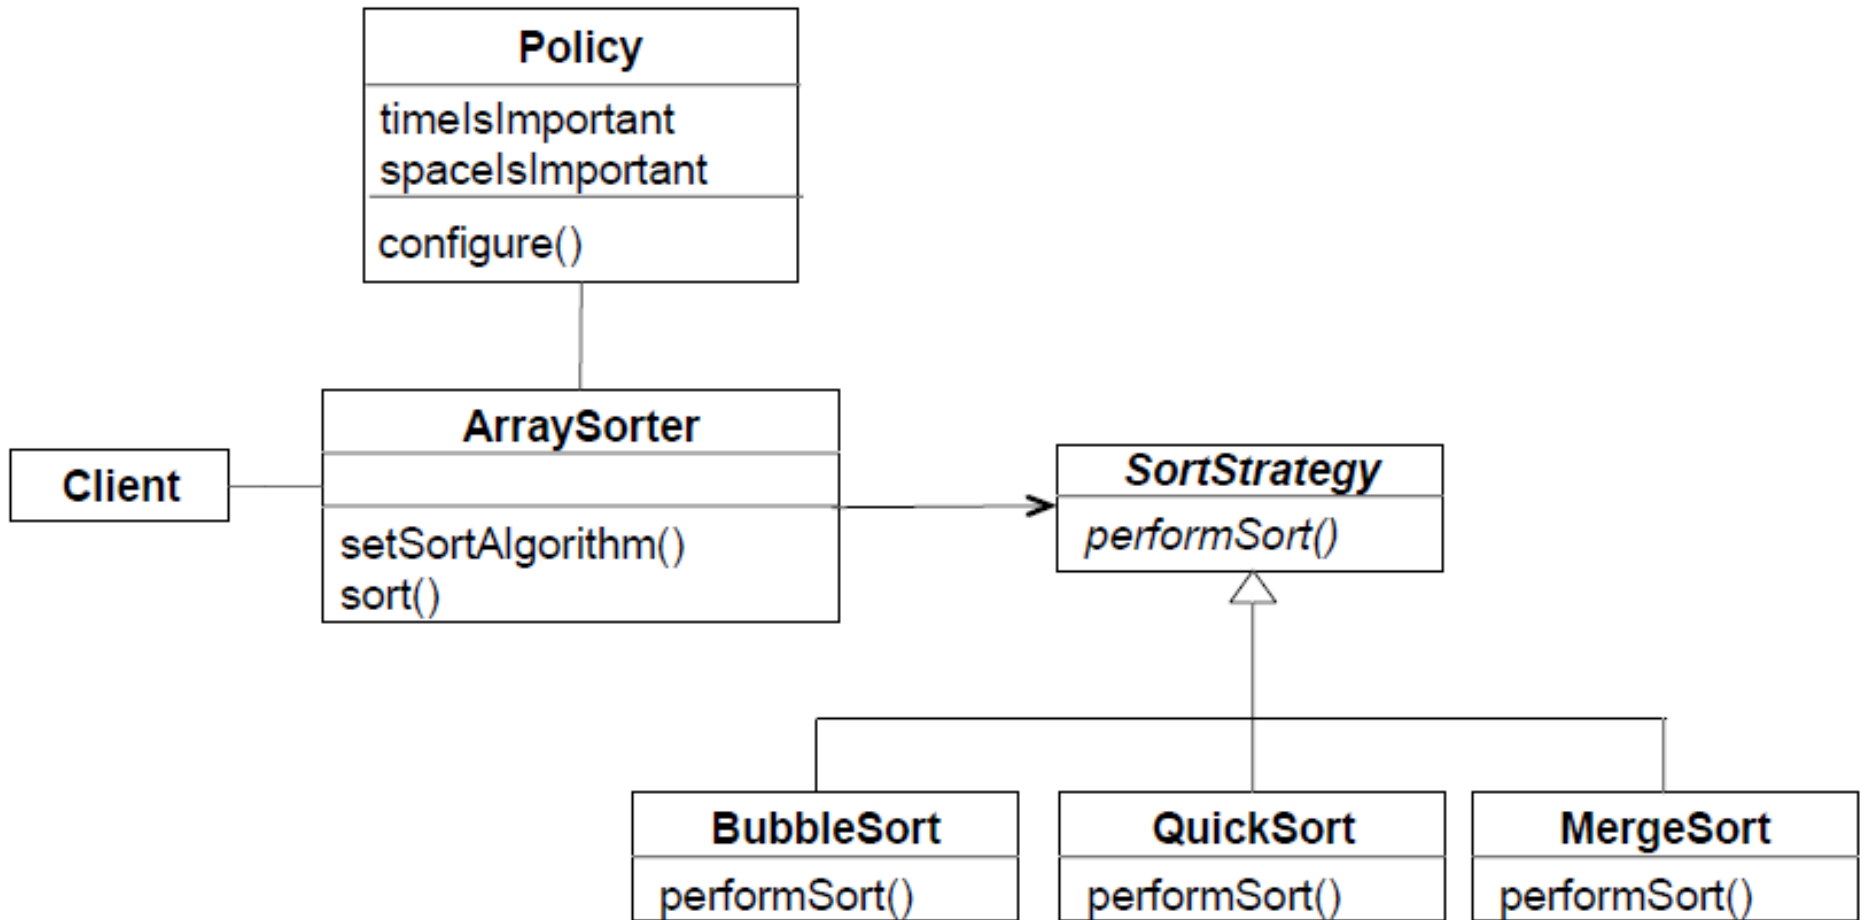 Policy
timeIsImportant
spaceIsImportant
configure()
ArraySorter
Client
setSortAlgorithm()
sort()
SortStrategy
performSort()
BubbleSort
performSort()
QuickSort
performSort()
MergeSort
performSort()